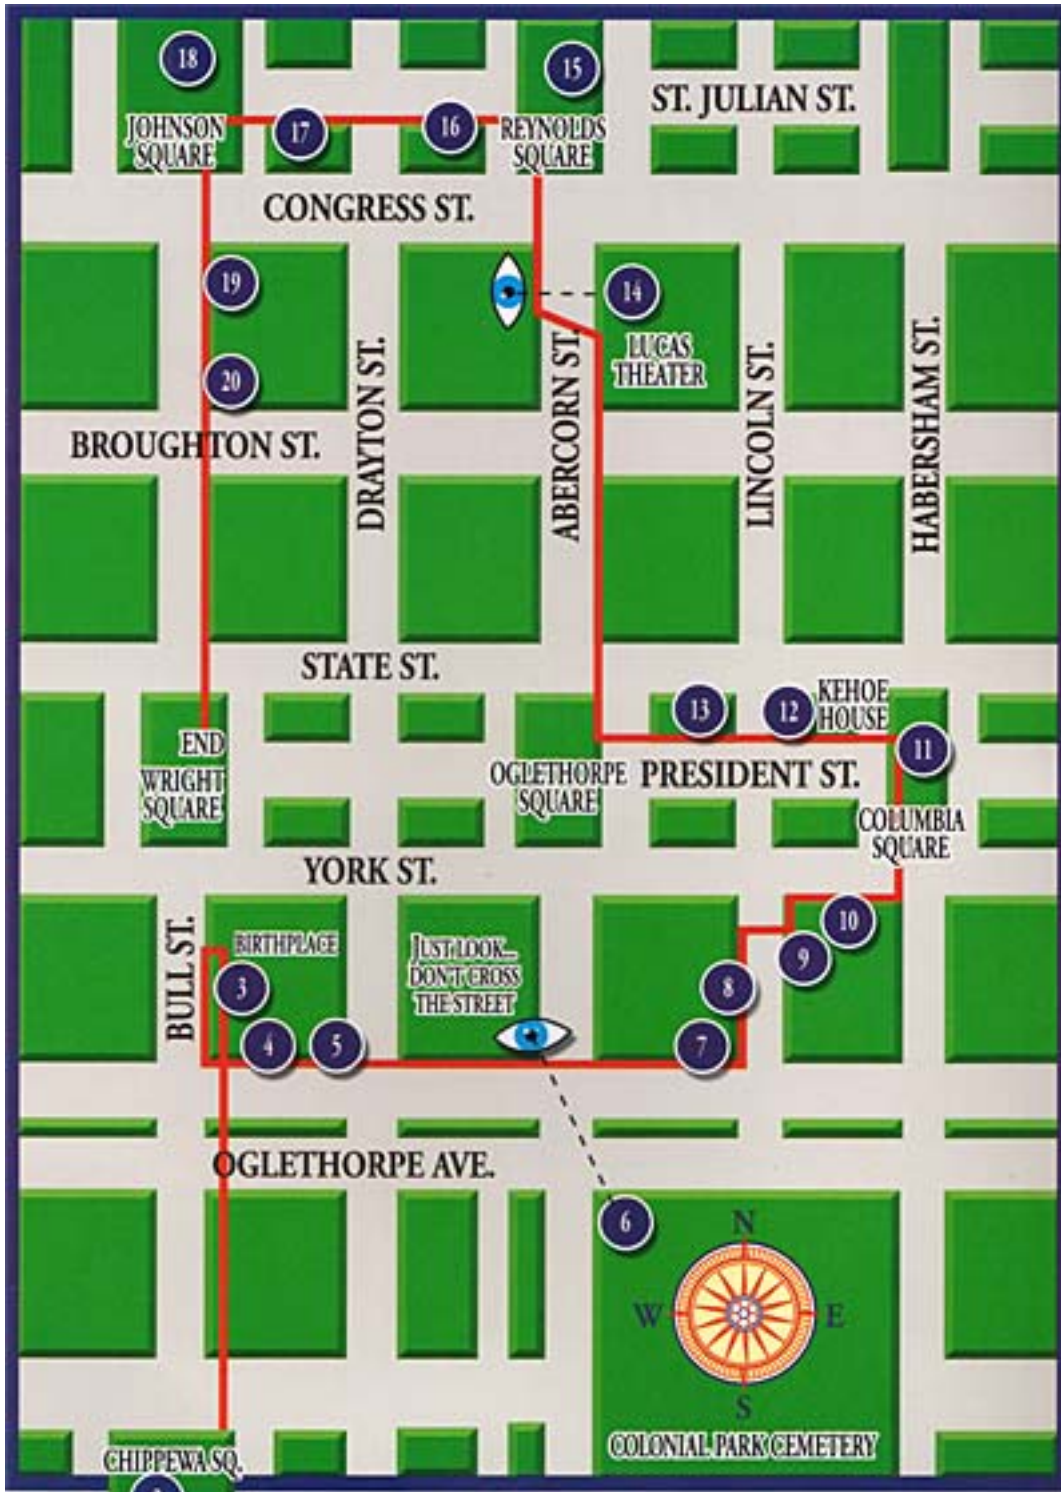 18
15
ST. JULIAN ST.
JOHNSON
SQUARE
17
16
REYNOLDS
SQUARE
CONGRESS ST.
19
14
LUCAS
THEATER
20
BROUGHTON ST.
DRAYTON ST.
ABERCORN ST.
LINCOLN ST.
HABERSHAM ST.
STATE ST.
13
12
KEHOE
HOUSE
11
END
WRIGHT
SQUARE
OGLETHORPE
SQUARE
PRESIDENT ST.
COLUMBIA
SQUARE
YORK ST.
BULL ST.
BIRTHPLACE
3
4
5
JUST LOOK...
DON'T CROSS
THE STREET
10
9
8
7
OGLETHORPE AVE.
6
N
W
E
S
COLONIAL PARK CEMETERY
CHIPPEWA SQ.